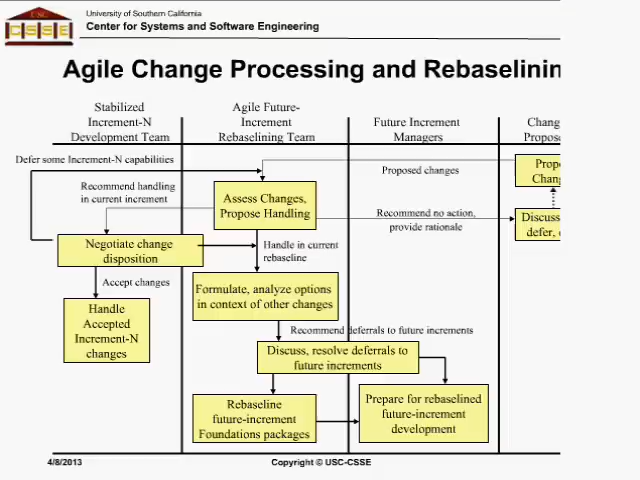 University of Southern California
Center for Systems and Software Engineering
USC
CSSE
Agile Change Processing and Rebaselinin
Stabilized
Increment-N
Development Team
Agile Future-
Increment
Rebaselining Team
Future Increment
Managers
Chang
Propose
Defer some Increment-N capabilities
Proposed changes
Prop
Chang
Recommend handling
in current increment
Assess Changes,
Propose Handling
Recommend no action,
provide rationale
Discuss
defer,
Negotiate change
disposition
Handle in current
rebaseline
Accept changes
Formulate, analyze options
in context of other changes
Handle
Accepted
Increment-N
changes
Recommend deferrals to future increments
Discuss, resolve deferrals to
future increments
Rebaseline
future-increment
Foundations packages
Prepare for rebaselined
future-increment
development
4/8/2013
Copyright © USC-CSSE